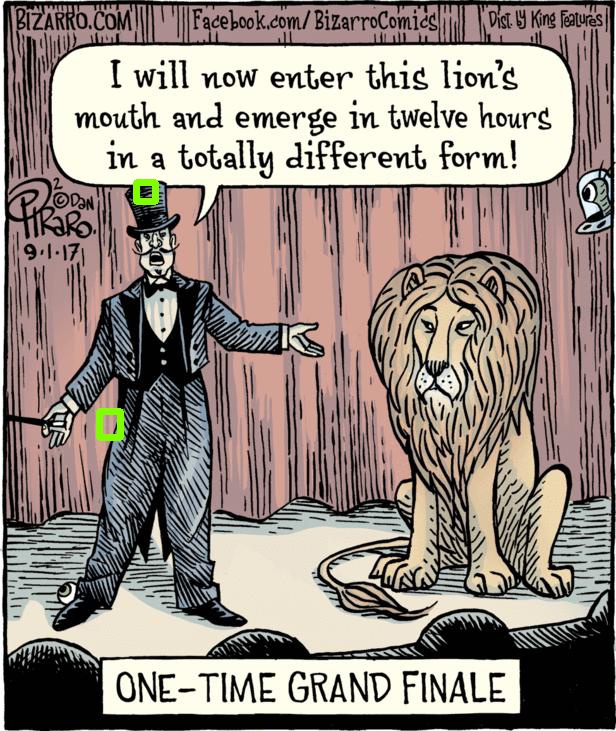 BIZARRO.COM Facebook.com/BizarroComics Dist. by King Features
I will now enter this lion's
mouth and emerge in twelve hours
in a totally different form!
2
©DAN
PIRARO.
9·1·17
ONE-TIME GRAND FINALE